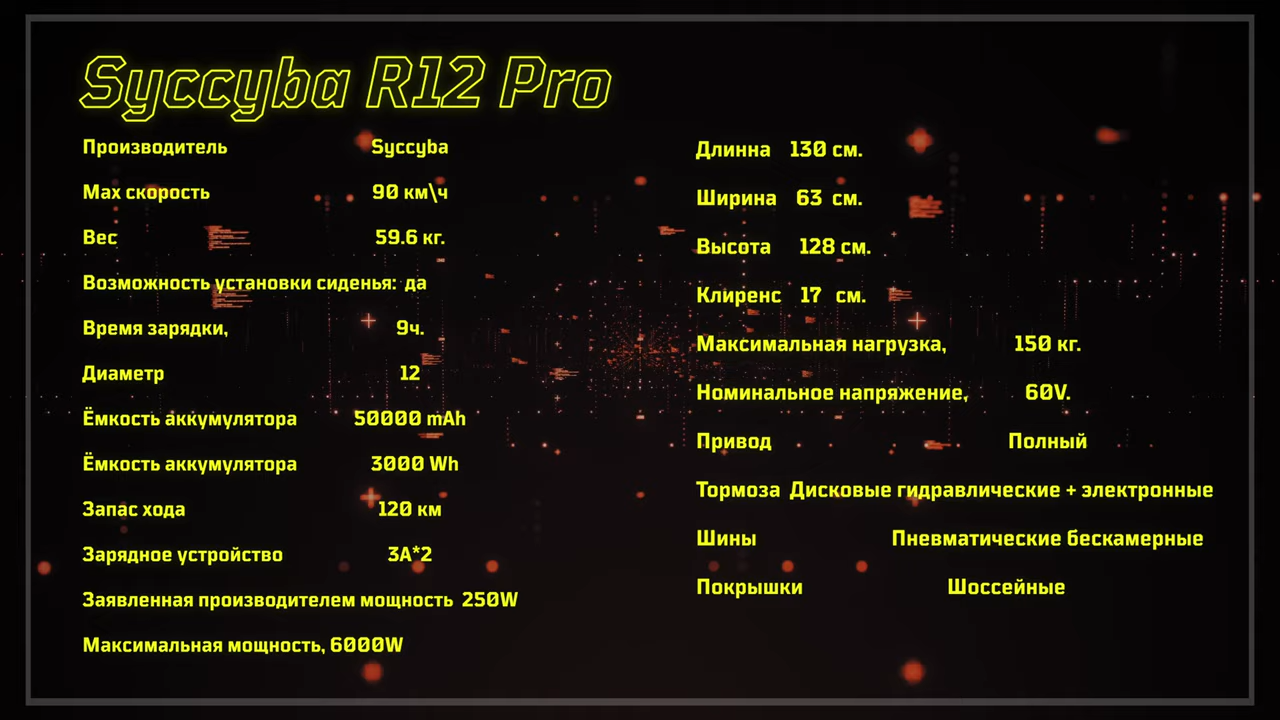 Syccyba R12 Pro
Производитель Syccyba
Мах скорость 90 км\ч
Вес 59.6 кг.
Возможность установки сиденья: да
Время зарядки, 9ч.
Диаметр 12
Ёмкость аккумулятора 50000 mAh
Ёмкость аккумулятора 3000 Wh
Запас хода 120 км
Зарядное устройство 3A*2
Заявленная производителем мощность 250W
Максимальная мощность, 6000W
Длинна 130 см.
Ширина 63 см.
Высота 128 см.
Клиренс 17 см.
Максимальная нагрузка, 150 кг.
Номинальное напряжение, 60V.
Привод Полный
Тормоза Дисковые гидравлические + электронные
Шины Пневматические бескамерные
Покрышки Шоссейные